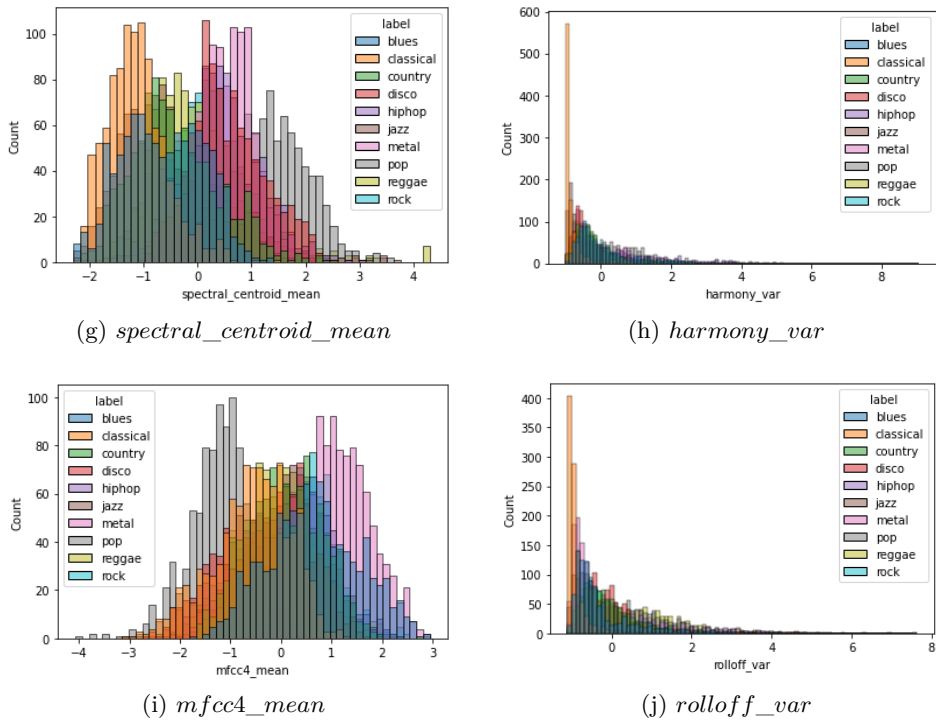 100
80
60
40
20
0
Count
−2
−1
0
1
2
3
4
spectral_centroid_mean
label
blues
classical
country
disco
hiphop
jazz
metal
pop
reggae
rock
(g) spectral_centroid_mean
600
500
400
300
200
100
0
Count
0
2
4
6
8
harmony_var
label
blues
classical
country
disco
hiphop
jazz
metal
pop
reggae
rock
(h) harmony_var
100
80
60
40
20
0
Count
−4
−3
−2
−1
0
1
2
3
mfcc4_mean
label
blues
classical
country
disco
hiphop
jazz
metal
pop
reggae
rock
(i) mfcc4_mean
400
350
300
250
200
150
100
50
0
Count
0
2
4
6
8
rolloff_var
label
blues
classical
country
disco
hiphop
jazz
metal
pop
reggae
rock
(j) rolloff_var